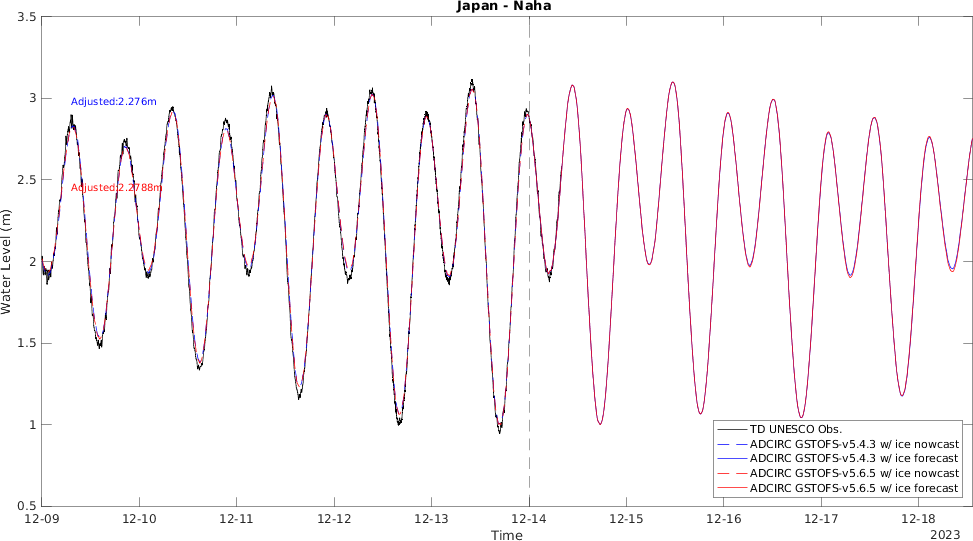 Japan - Naha
3.5
3
2.5
2
1.5
1
0.5
Water Level (m)
Adjusted:2.276m
Adjusted:2.2788m
TD UNESCO Obs.
ADCIRC GSTOFS-v5.4.3 w/ ice nowcast
ADCIRC GSTOFS-v5.4.3 w/ ice forecast
ADCIRC GSTOFS-v5.6.5 w/ ice nowcast
ADCIRC GSTOFS-v5.6.5 w/ ice forecast
12-09 12-10 12-11 12-12 12-13 12-14 12-15 12-16 12-17 12-18
Time
2023